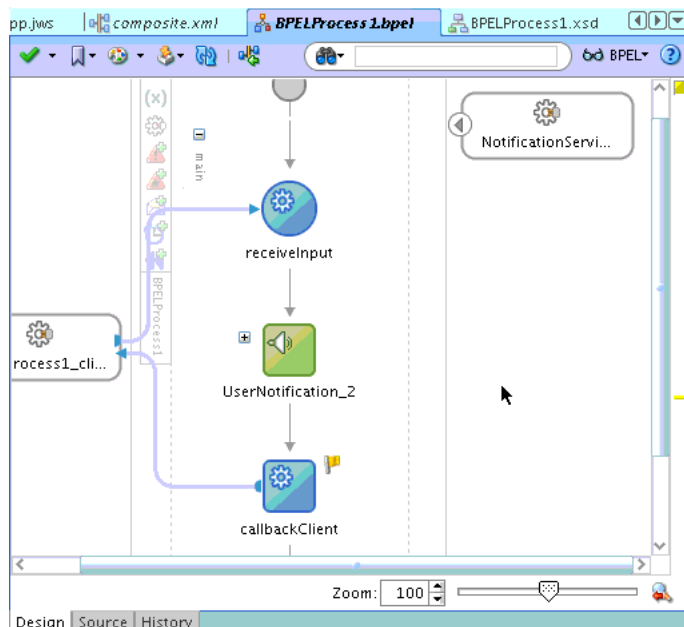 pp.jws composite.xml BPELProcess1.bpel BPELProcess1.xsd
BPEL
(x)
main
NotificationServi...
receiveInput
BPELProcess1
rocess1_cli...
UserNotification_2
callbackClient
Zoom: 100
Design Source History